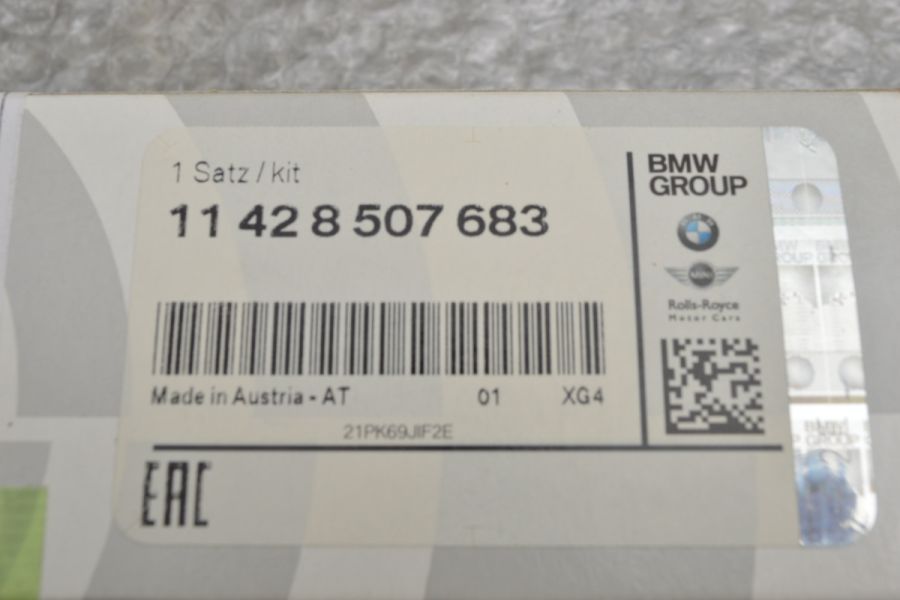 1 Satz / kit
11 42 8 507 683
Made in Austria - AT 01 XG4
21PK69JIF2E
EAC
BMW
GROUP
MINI
Rolls-Royce
Motor Cars